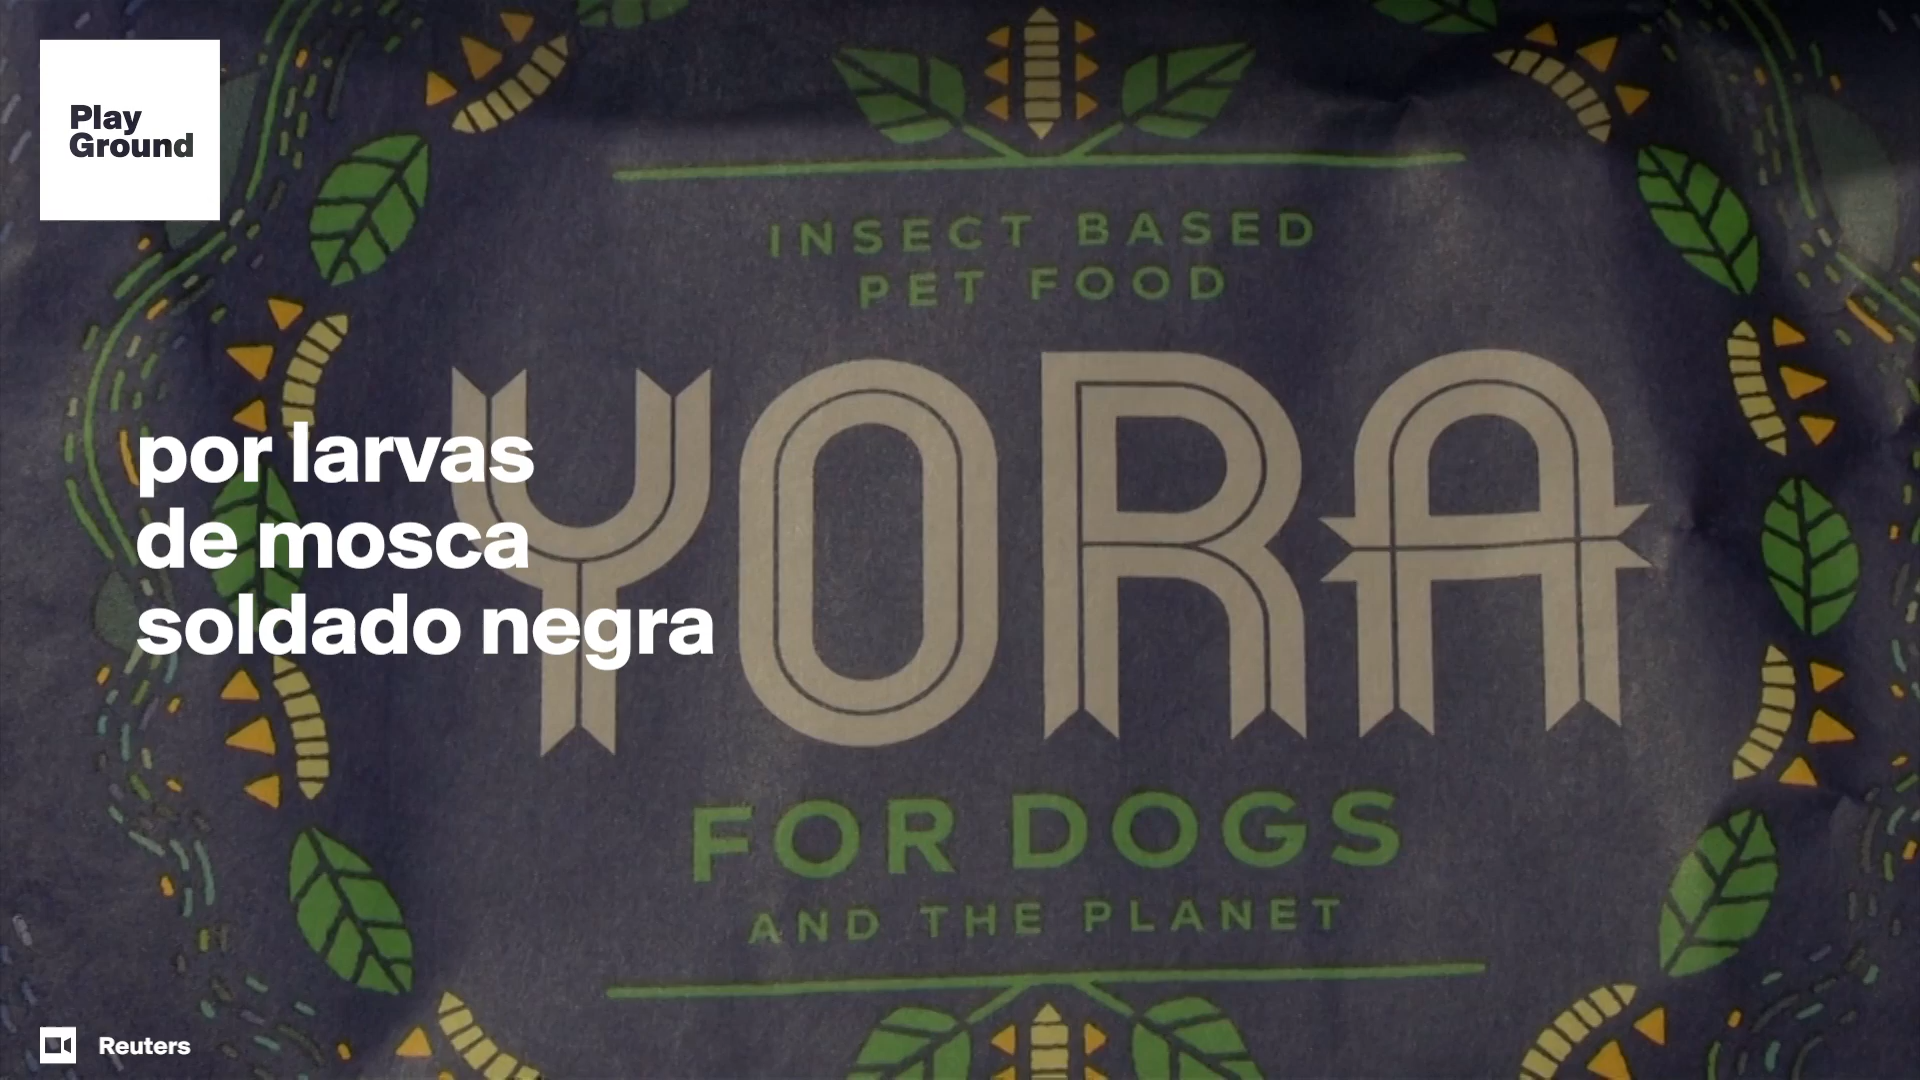 Play
Ground
INSECT BASED
PET FOOD
YORA
por larvas
de mosca
soldado negra
FOR DOGS
AND THE PLANET
Reuters